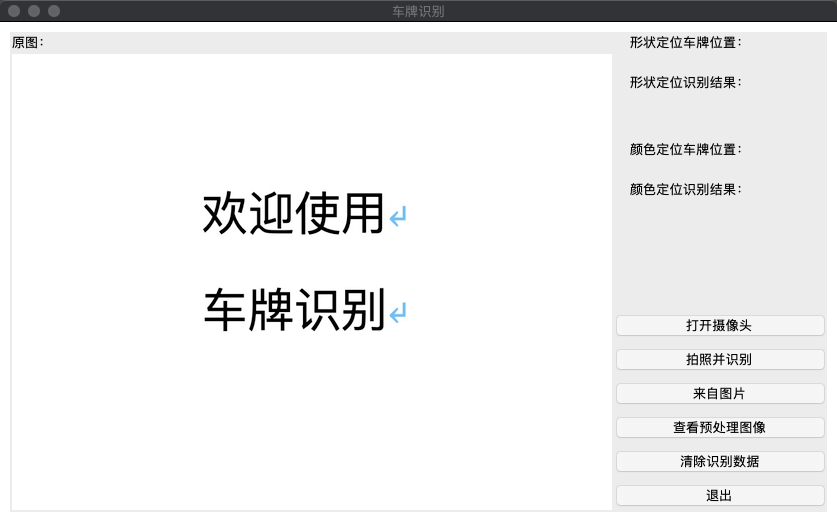 车牌识别
原图:
欢迎使用↵
车牌识别↵
形状定位车牌位置:
形状定位识别结果:
颜色定位车牌位置:
颜色定位识别结果:
打开摄像头
拍照并识别
来自图片
查看预处理图像
清除识别数据
退出